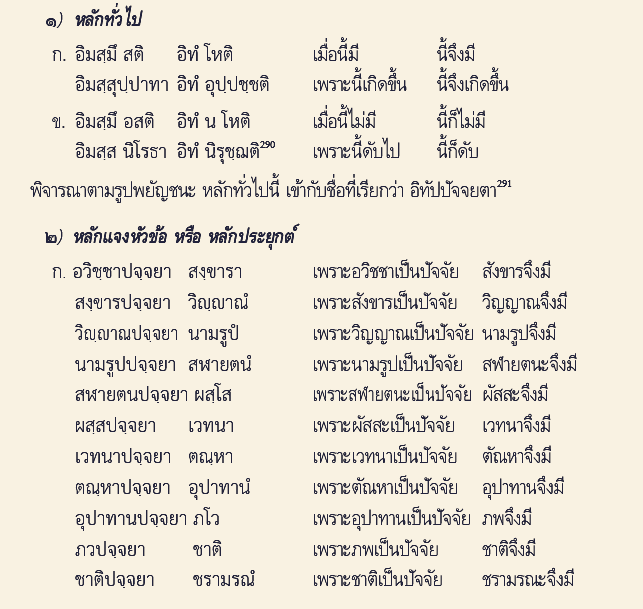 ๑) หลักทั่วไป
ก. อิมสฺมึ สติ อิทํ โหติ เมื่อนี้มี นี้จึงมี
อิมสฺสุปฺปาทา อิทํ อุปฺปชฺชติ เพราะนี้เกิดขึ้น นี้จึงเกิดขึ้น
ข. อิมสฺมึ อสติ อิทํ น โหติ เมื่อนี้ไม่มี นี้ก็ไม่มี
อิมสฺส นิโรธา อิทํ นิรุชฺฌติ290 เพราะนี้ดับไป นี้ก็ดับ
พิจารณาตามรูปพยัญชนะ หลักทั่วไปนี้ เข้ากับชื่อที่เรียกว่า อิทัปปัจจยตา291
๒) หลักแจงหัวข้อ หรือ หลักประยุกต์
ก. อวิชฺชาปจฺจยา สงฺขารา เพราะอวิชชาเป็นปัจจัย สังขารจึงมี
สงฺขารปจฺจยา วิญฺญาณํ เพราะสังขารเป็นปัจจัย วิญญาณจึงมี
วิญฺญาณปจฺจยา นามรูปํ เพราะวิญญาณเป็นปัจจัย นามรูปจึงมี
นามรูปปจฺจยา สฬายตนํ เพราะนามรูปเป็นปัจจัย สฬายตนะจึงมี
สฬายตนปจฺจยา ผสฺโส เพราะสฬายตนะเป็นปัจจัย ผัสสะจึงมี
ผสฺสปจฺจยา เวทนา เพราะผัสสะเป็นปัจจัย เวทนาจึงมี
เวทนาปจฺจยา ตณฺหา เพราะเวทนาเป็นปัจจัย ตัณหาจึงมี
ตณฺหาปจฺจยา อุปาทานํ เพราะตัณหาเป็นปัจจัย อุปาทานจึงมี
อุปาทานปจฺจยา ภโว เพราะอุปาทานเป็นปัจจัย ภพจึงมี
ภวปจฺจยา ชาติ เพราะภพเป็นปัจจัย ชาติจึงมี
ชาติปจฺจยา ชรามรณํ เพราะชาติเป็นปัจจัย ชรามรณะจึงมี